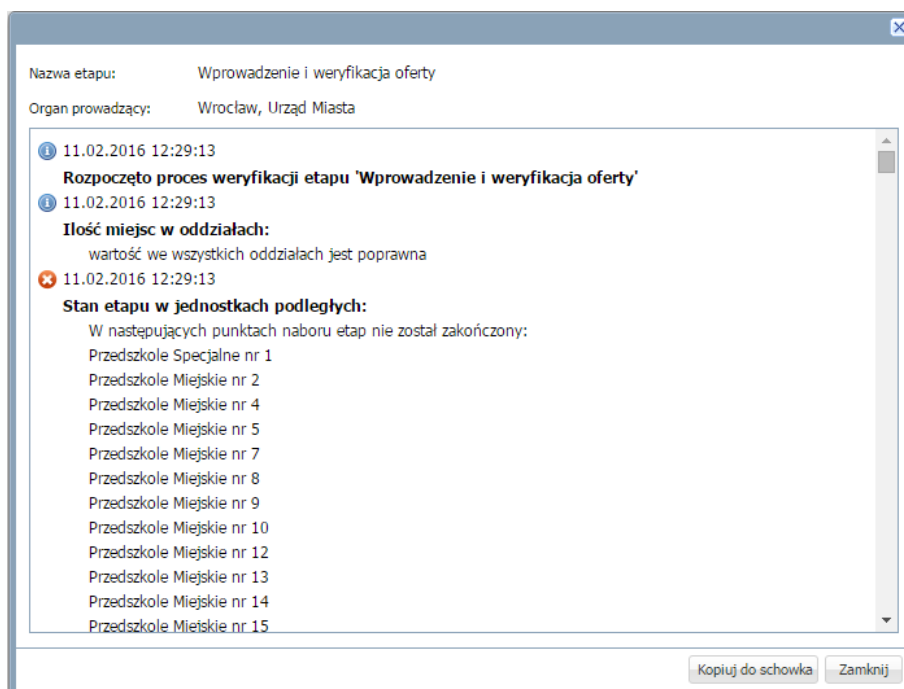 Nazwa etapu: Wprowadzenie i weryfikacja oferty
Organ prowadzący: Wrocław, Urząd Miasta
11.02.2016 12:29:13
Rozpoczęto proces weryfikacji etapu 'Wprowadzenie i weryfikacja oferty'
11.02.2016 12:29:13
Ilość miejsc w oddziałach:
wartość we wszystkich oddziałach jest poprawna
11.02.2016 12:29:13
Stan etapu w jednostkach podległych:
W następujących punktach naboru etap nie został zakończony:
Przedszkole Specjalne nr 1
Przedszkole Miejskie nr 2
Przedszkole Miejskie nr 4
Przedszkole Miejskie nr 5
Przedszkole Miejskie nr 7
Przedszkole Miejskie nr 8
Przedszkole Miejskie nr 9
Przedszkole Miejskie nr 10
Przedszkole Miejskie nr 12
Przedszkole Miejskie nr 13
Przedszkole Miejskie nr 14
Przedszkole Miejskie nr 15
Kopiuj do schowka Zamknij